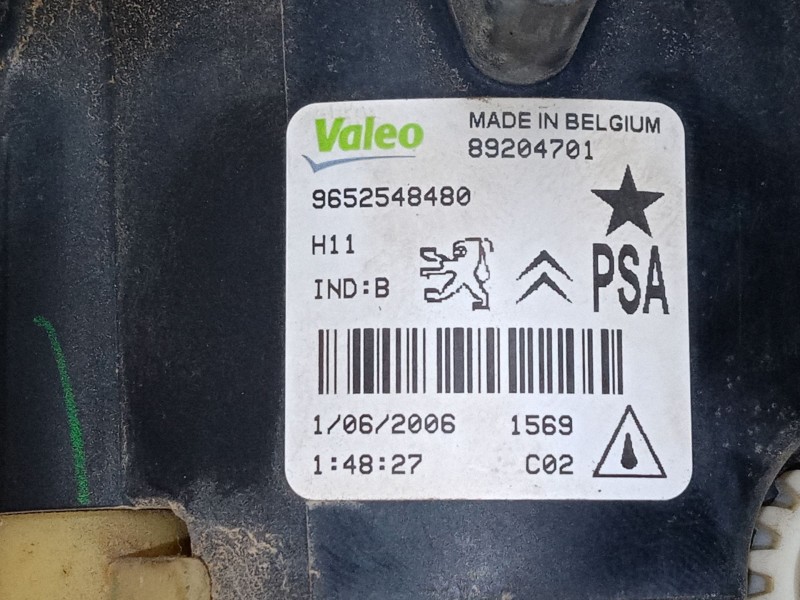 Valeo
MADE IN BELGIUM
89204701
9652548480
H11
IND:B
PSA
1/06/2006 1569
1:48:27 C02